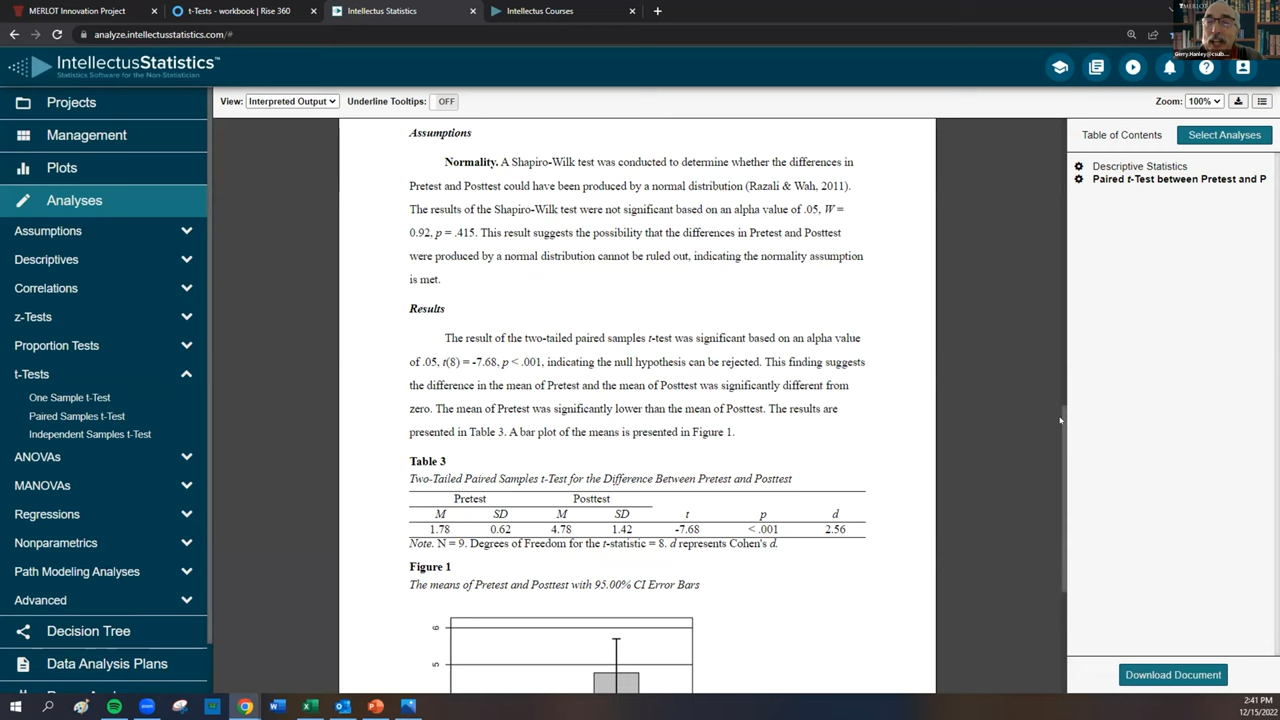 MERLOT Innovation Project
t-Tests - workbook | Rise 360
Intellectus Statistics
Intellectus Courses
analyze.intellectusstatistics.com/#
MERLOT
Gerry.Hanley@csulb....
IntellectusStatistics™
Statistics Software for the Non-Statistician
Projects
Management
Plots
Analyses
Assumptions
Descriptives
Correlations
z-Tests
Proportion Tests
t-Tests
One Sample t-Test
Paired Samples t-Test
Independent Samples t-Test
ANOVAs
MANOVAs
Regressions
Nonparametrics
Path Modeling Analyses
Advanced
Decision Tree
Data Analysis Plans
View: Interpreted Output
Underline Tooltips: OFF
Zoom: 100%
Assumptions
Normality. A Shapiro-Wilk test was conducted to determine whether the differences in
Pretest and Posttest could have been produced by a normal distribution (Razali & Wah, 2011).
The results of the Shapiro-Wilk test were not significant based on an alpha value of .05, W =
0.92, p = .415. This result suggests the possibility that the differences in Pretest and Posttest
were produced by a normal distribution cannot be ruled out, indicating the normality assumption
is met.
Results
The result of the two-tailed paired samples t-test was significant based on an alpha value
of .05, t(8) = -7.68, p < .001, indicating the null hypothesis can be rejected. This finding suggests
the difference in the mean of Pretest and the mean of Posttest was significantly different from
zero. The mean of Pretest was significantly lower than the mean of Posttest. The results are
presented in Table 3. A bar plot of the means is presented in Figure 1.
Table 3
Two-Tailed Paired Samples t-Test for the Difference Between Pretest and Posttest
Pretest Posttest
M SD M SD t p d
1.78 0.62 4.78 1.42 -7.68 < .001 2.56
Note. N = 9. Degrees of Freedom for the t-statistic = 8. d represents Cohen's d.
Figure 1
The means of Pretest and Posttest with 95.00% CI Error Bars
6
5
Table of Contents
Select Analyses
Descriptive Statistics
Paired t-Test between Pretest and P
Download Document
2:41 PM
12/15/2022